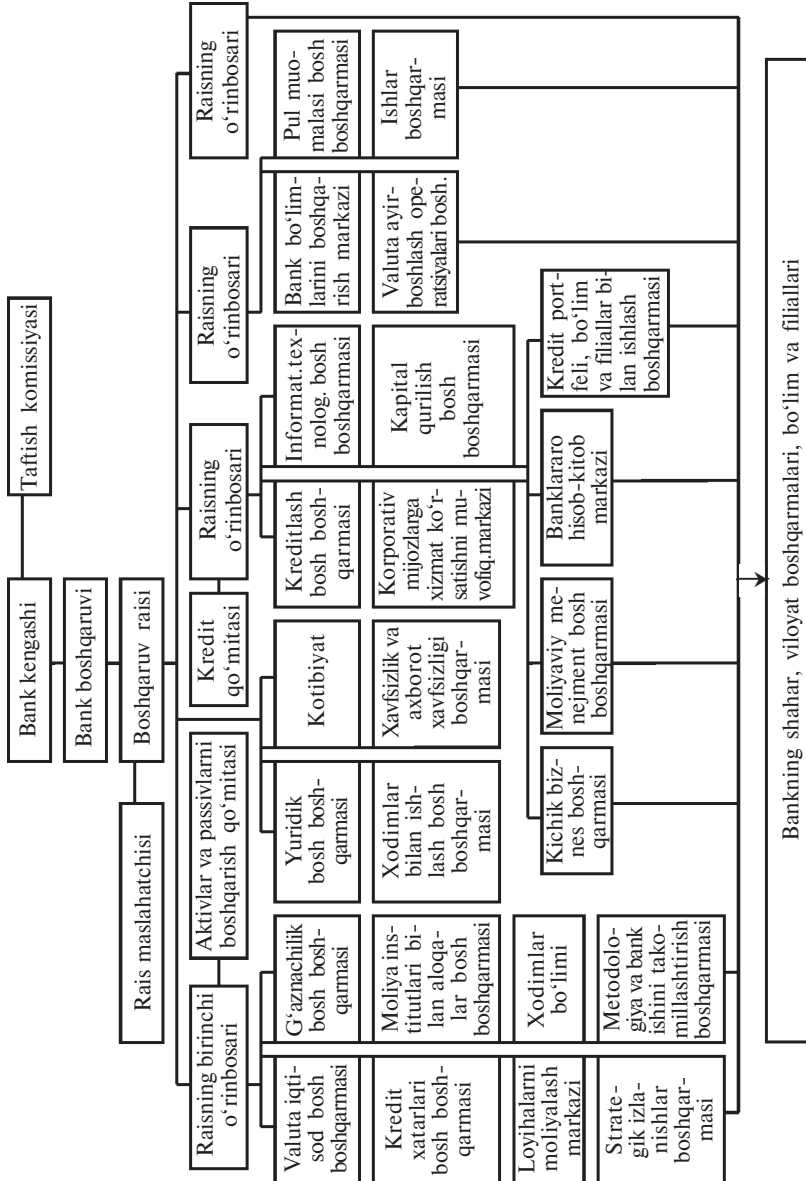 Bank kengashi
Taftish komissiyasi
Bank boshqaruvi
Rais maslahatchisi
Boshqaruv raisi
Raisning birinchi
o‘rinbosari
Aktivlar va passivlarni
boshqarish qo‘mitasi
Kredit
qo‘mitasi
Raisning
o‘rinbosari
Raisning
o‘rinbosari
Raisning
o‘rinbosari
Valuta iqti-
sod bosh
boshqarmasi
G‘aznachilik
bosh bosh-
qarmasi
Yuridik
bosh bosh-
qarmasi
Kotibiyat
Kreditlash
bosh bosh-
qarmasi
Informat.tex-
nolog. bosh
boshqarmasi
Bank bo‘lim-
larini boshqa-
rish markazi
Pul muo-
malasi bosh
boshqarmasi
Kredit
xatarlari
bosh bosh-
qarmasi
Moliya ins-
titutlari bi-
lan aloqa-
lar bosh
boshqarmasi
Xodimlar
bilan ish-
lash bosh
boshqar-
masi
Xavfsizlik va
axborot
xavfsizligi
boshqar-
masi
Korporativ
mijozlarga
xizmat ko‘r-
satishni mu-
vofiq.markazi
Kapital
qurilish
bosh
boshqarmasi
Valuta ayir-
boshlash ope-
ratsiyalari bosh.
Ishlar
boshqar-
masi
Loyihalarni
moliyalash
markazi
Xodimlar
bo‘limi
Kichik biz-
nes bosh-
qarmasi
Moliyaviy me-
nejment bosh
boshqarmasi
Banklararo
hisob-kitob
markazi
Kredit port-
feli, bo‘lim
va filiallar bi-
lan ishlash
boshqarmasi
Strate-
gik izla-
nishlar
boshqar-
masi
Metodolo-
giya va bank
ishini tako-
millashtirish
boshqarmasi
Bankning shahar, viloyat boshqarmalari, bo‘lim va filiallari